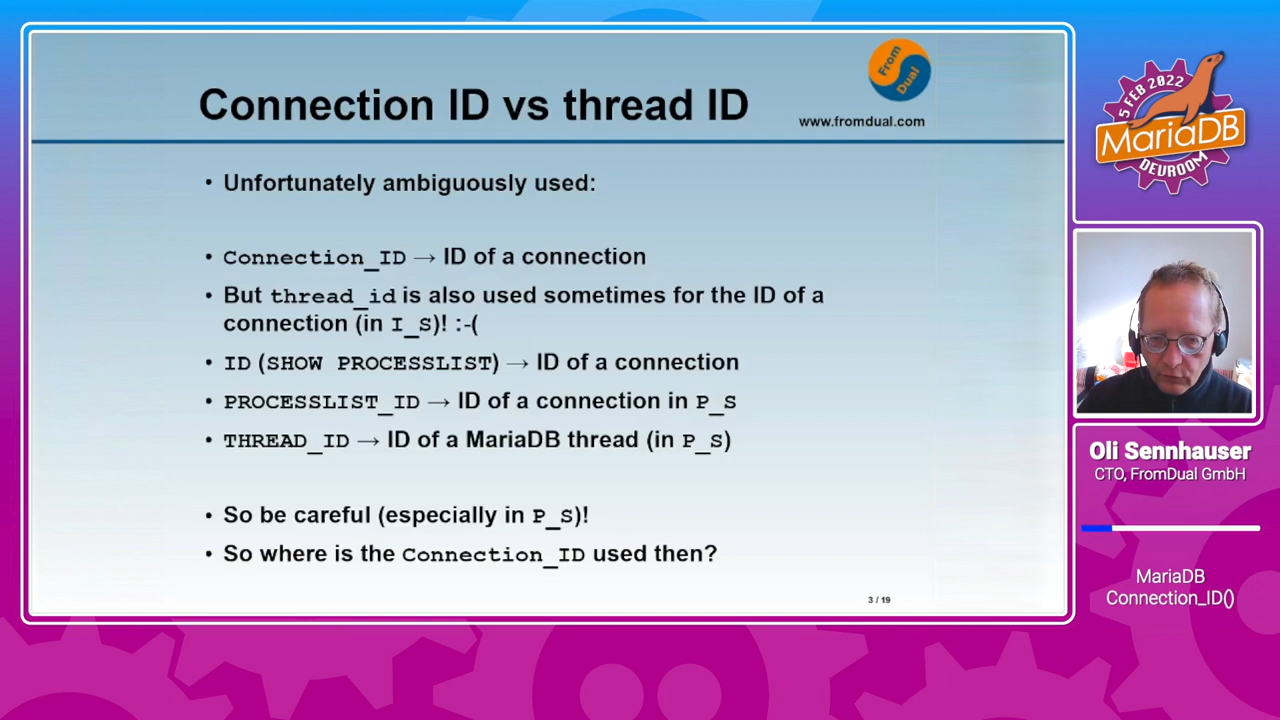 Connection ID vs thread ID
From
Dual
www.fromdual.com
• Unfortunately ambiguously used:
• Connection_ID → ID of a connection
• But thread_id is also used sometimes for the ID of a
connection (in I_S)! :-(
• ID (SHOW PROCESSLIST) → ID of a connection
• PROCESSLIST_ID → ID of a connection in P_S
• THREAD_ID → ID of a MariaDB thread (in P_S)
• So be careful (especially in P_S)!
• So where is the Connection_ID used then?
3 / 19
5 FEB 2022
MariaDB
DEVROOM
Oli Sennhauser
CTO, FromDual GmbH
MariaDB
Connection_ID()